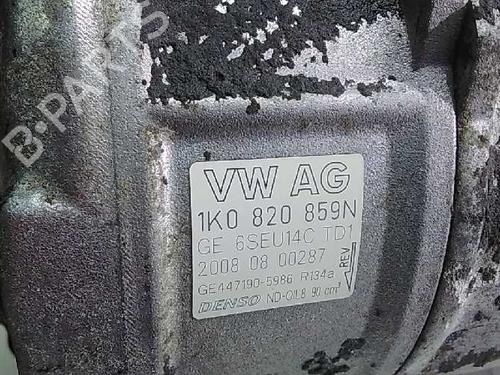 B-PARTS
VW AG
1K0 820 859N
GE 6SEU14C TD1
2008 08 00287
GE447190-5986 R134a
DENSO ND-OIL8 90 cm³
REV